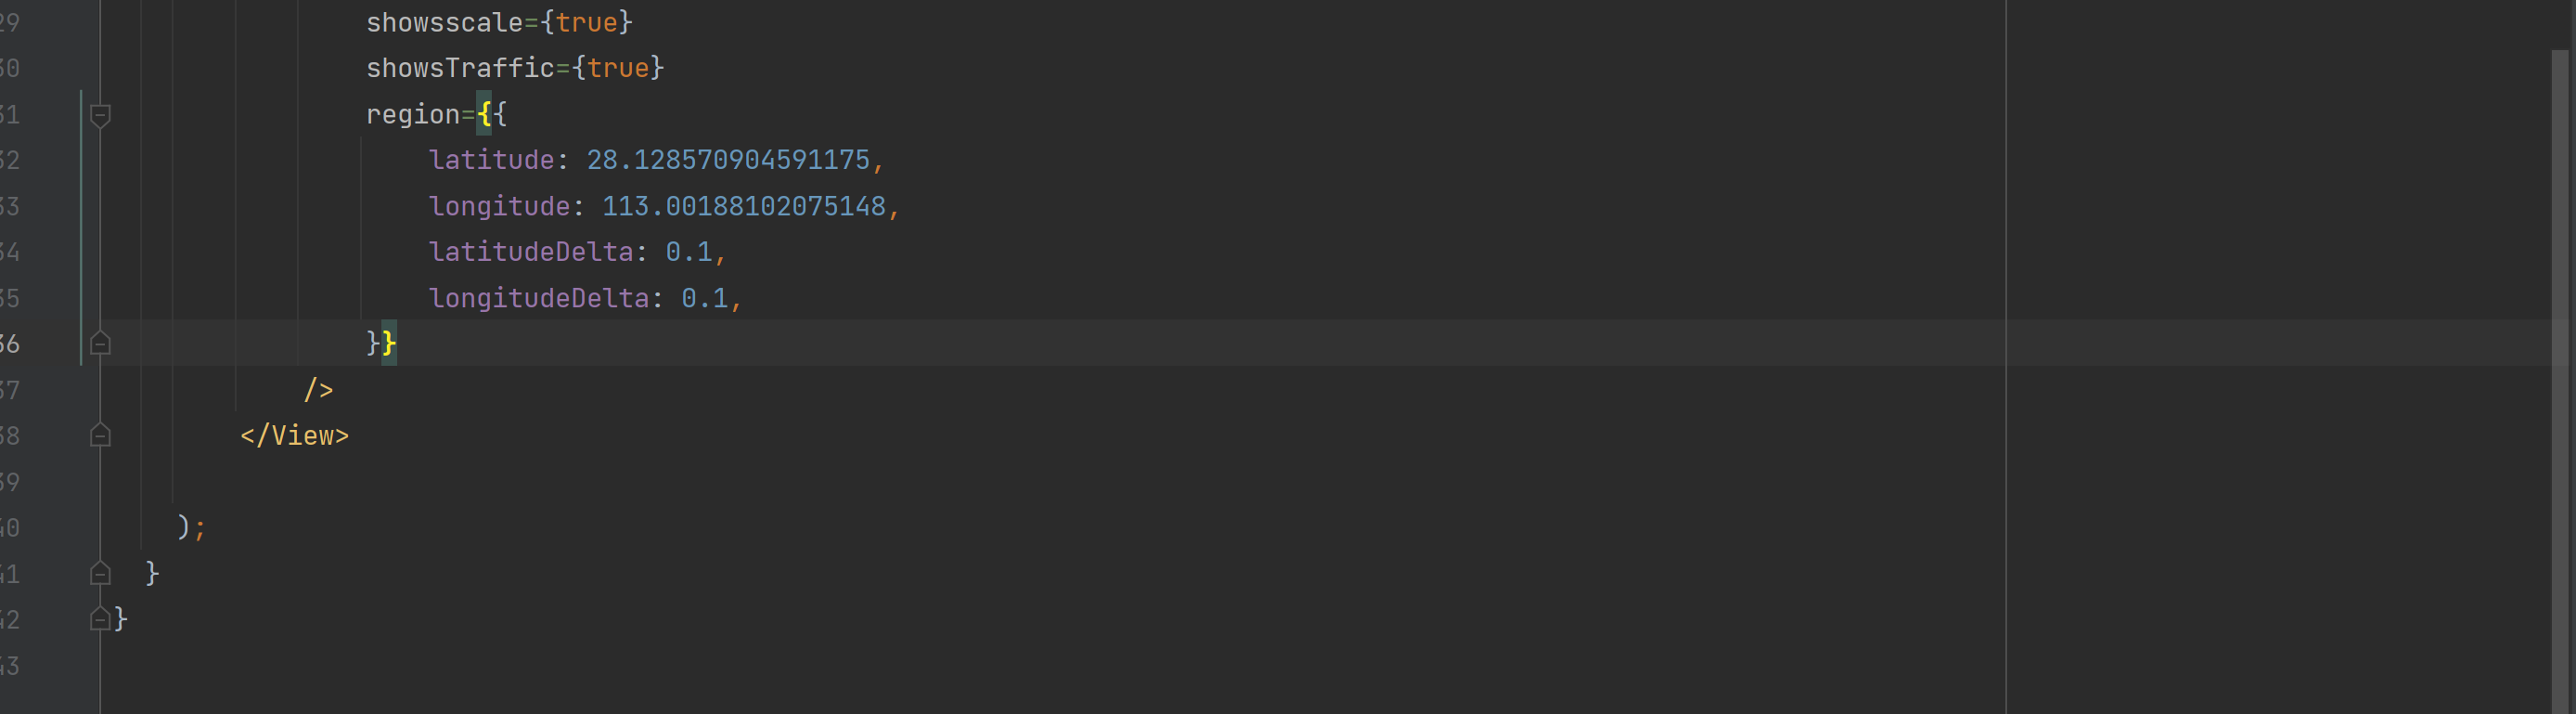 29 showsscale={true}
30 showsTraffic={true}
31 region={{
32 latitude: 28.128570904591175,
33 longitude: 113.00188102075148,
34 latitudeDelta: 0.1,
35 longitudeDelta: 0.1,
36 }}
37 />
38 </View>
39
40 );
41 }
42 }
43